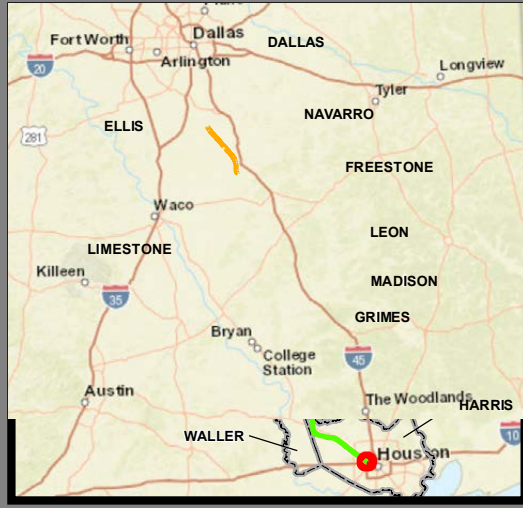 Dallas
Fort Worth
DALLAS
Arlington
Longview
20
Tyler
NAVARRO
ELLIS
281
FREESTONE
Waco
LEON
LIMESTONE
Killeen
MADISON
35
GRIMES
Bryan
College
Station
45
Austin
The Woodlands
HARRIS
10
WALLER
Houston